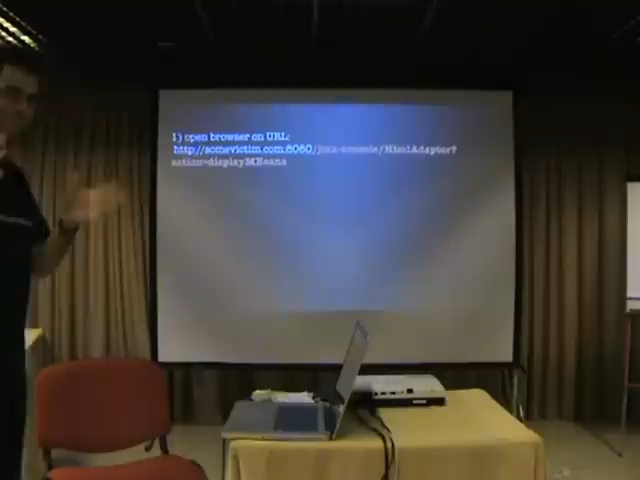 1) open browser on URL:
http://somevictim.com:8080/jmx-console/HtmlAdaptor?
action=displayMBeans